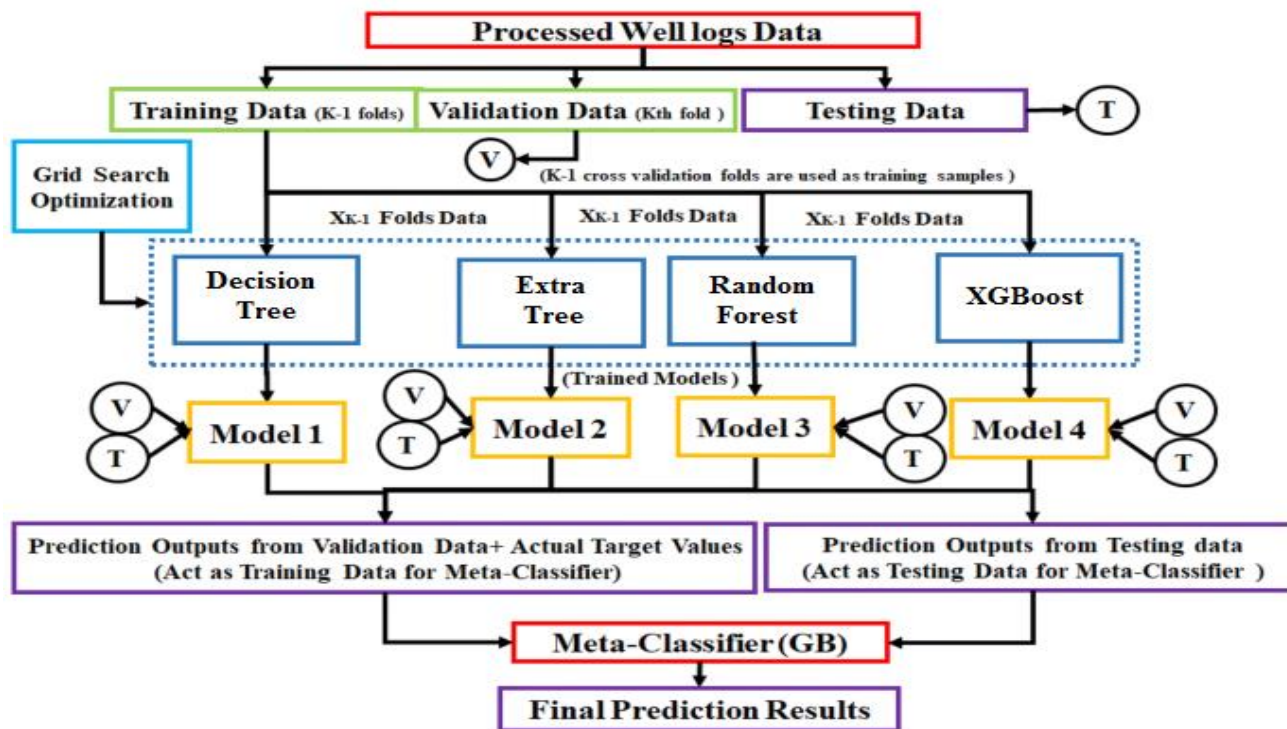 Processed Well logs Data
Training Data (K-1 folds)
Validation Data (Kth fold )
Testing Data
T
V
Grid Search
Optimization
(K-1 cross validation folds are used as training samples )
XK-1 Folds Data
XK-1 Folds Data
XK-1 Folds Data
Decision
Tree
Extra
Tree
Random
Forest
XGBoost
(Trained Models )
V
T
Model 1
V
T
Model 2
Model 3
V
T
Model 4
V
T
Prediction Outputs from Validation Data+ Actual Target Values
(Act as Training Data for Meta-Classifier)
Prediction Outputs from Testing data
(Act as Testing Data for Meta-Classifier )
Meta-Classifier (GB)
Final Prediction Results